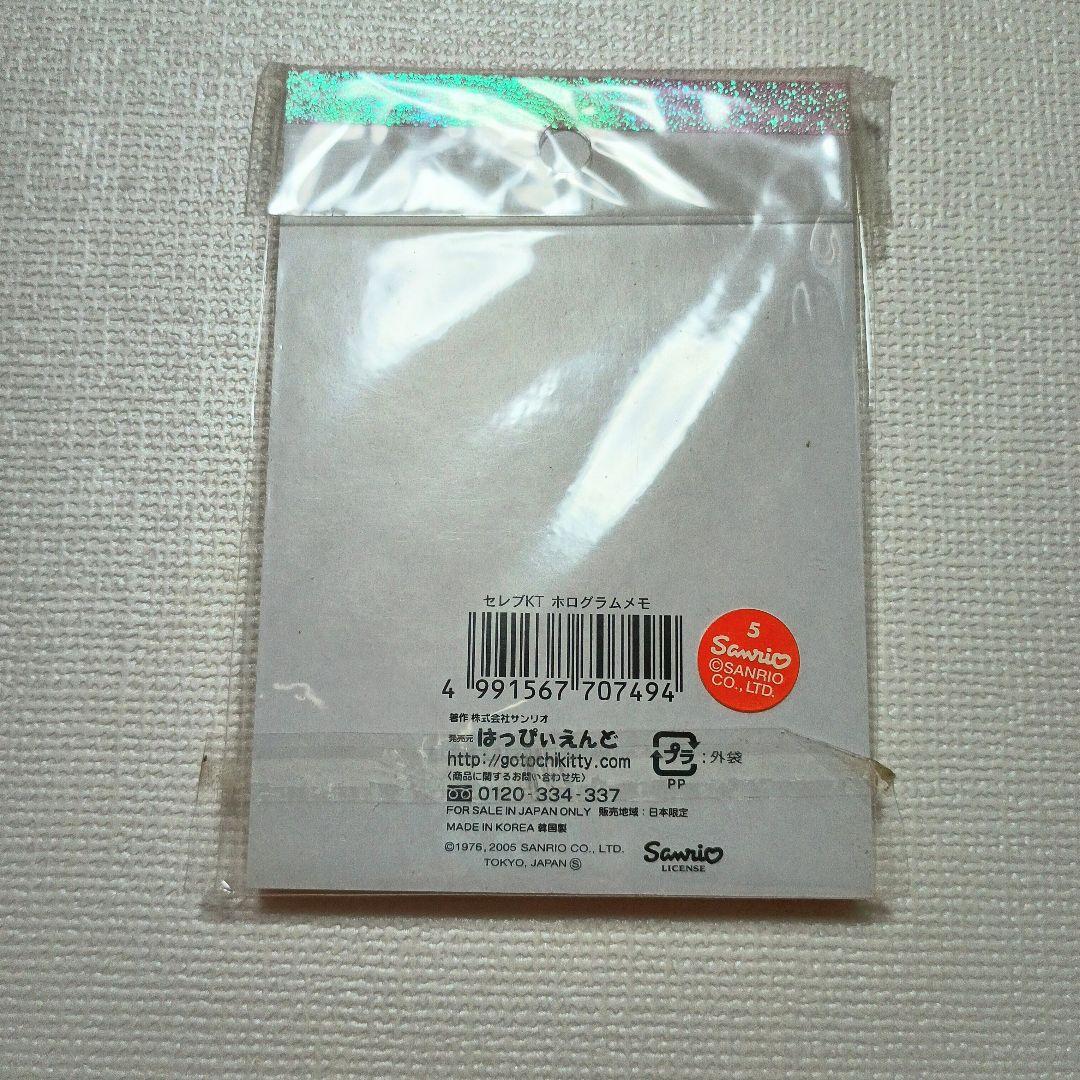 セレブKT ホログラムメモ
4 991567 707494
5
Sanrio
©SANRIO
CO., LTD.
著作 株式会社サンリオ
発売元 はっぴぃえんど
http://gotochikitty.com
プラ : 外袋
PP
〈商品に関するお問い合わせ先〉
0120-334-337
FOR SALE IN JAPAN ONLY 販売地域：日本限定
MADE IN KOREA 韓国製
©1976, 2005 SANRIO CO., LTD.
TOKYO, JAPAN Ⓢ
Sanrio
LICENSE